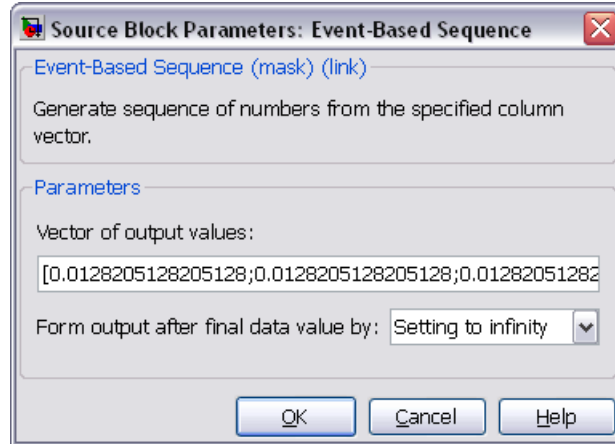 Source Block Parameters: Event-Based Sequence
Event-Based Sequence (mask) (link)
Generate sequence of numbers from the specified column
vector.
Parameters
Vector of output values:
[0.0128205128205128;0.0128205128205128;0.01282051282
Form output after final data value by: Setting to infinity
OK Cancel Help